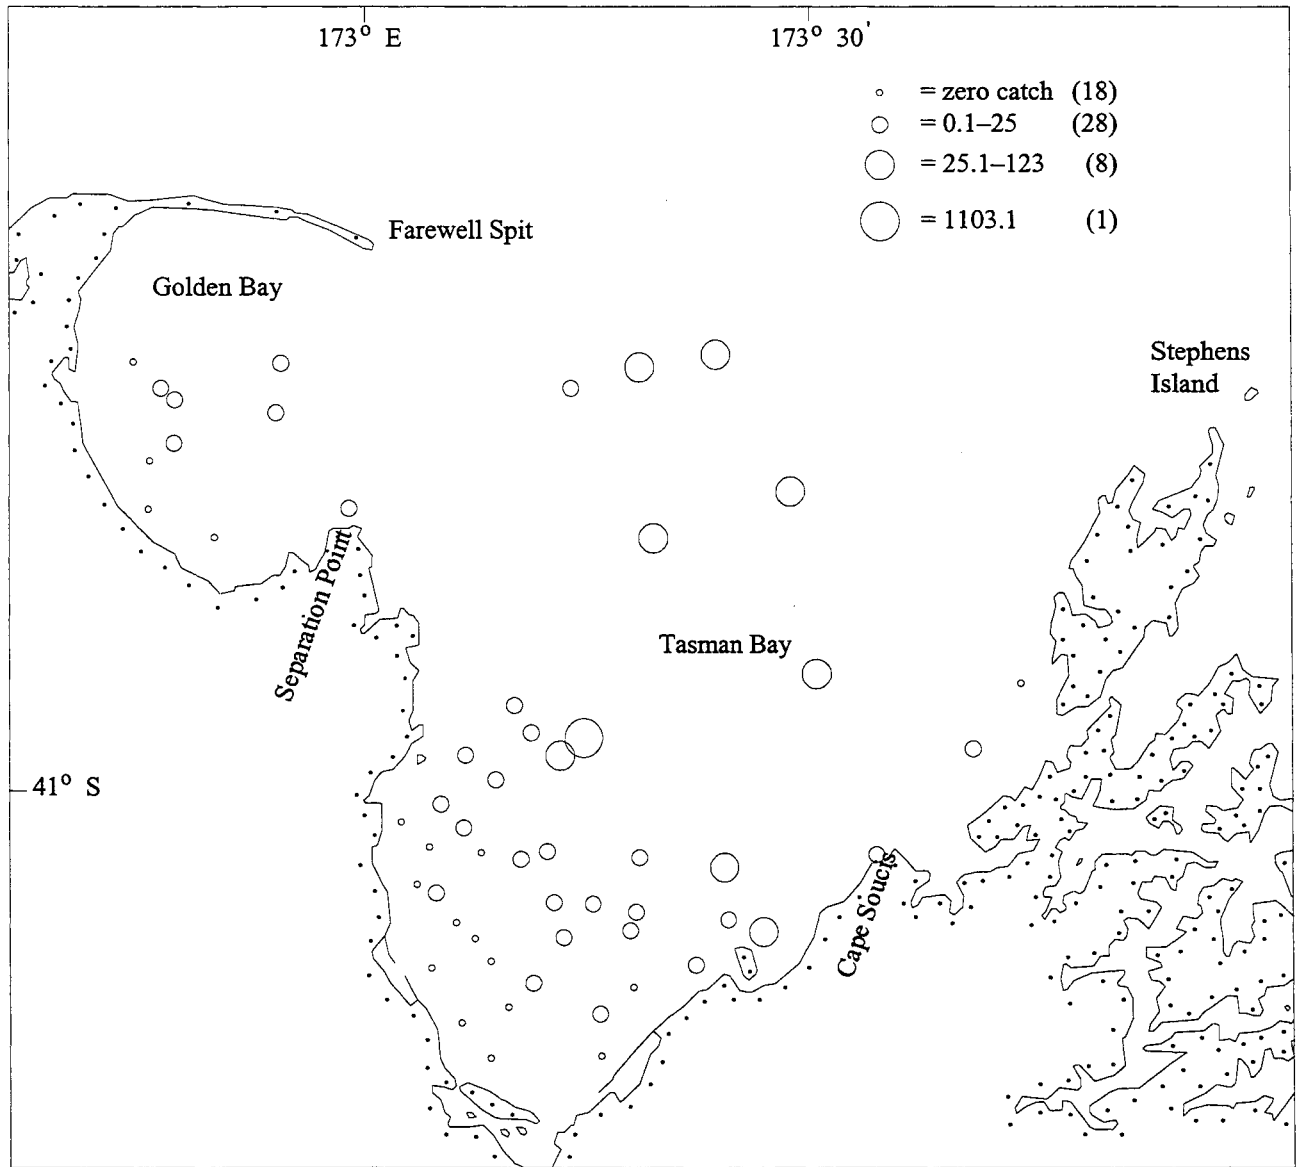 173° E
173° 30'
= zero catch (18)
= 0.1–25 (28)
= 25.1–123 (8)
= 1103.1 (1)
Farewell Spit
Golden Bay
Stephens
Island
Separation Point
Tasman Bay
41° S
Cape Soucis